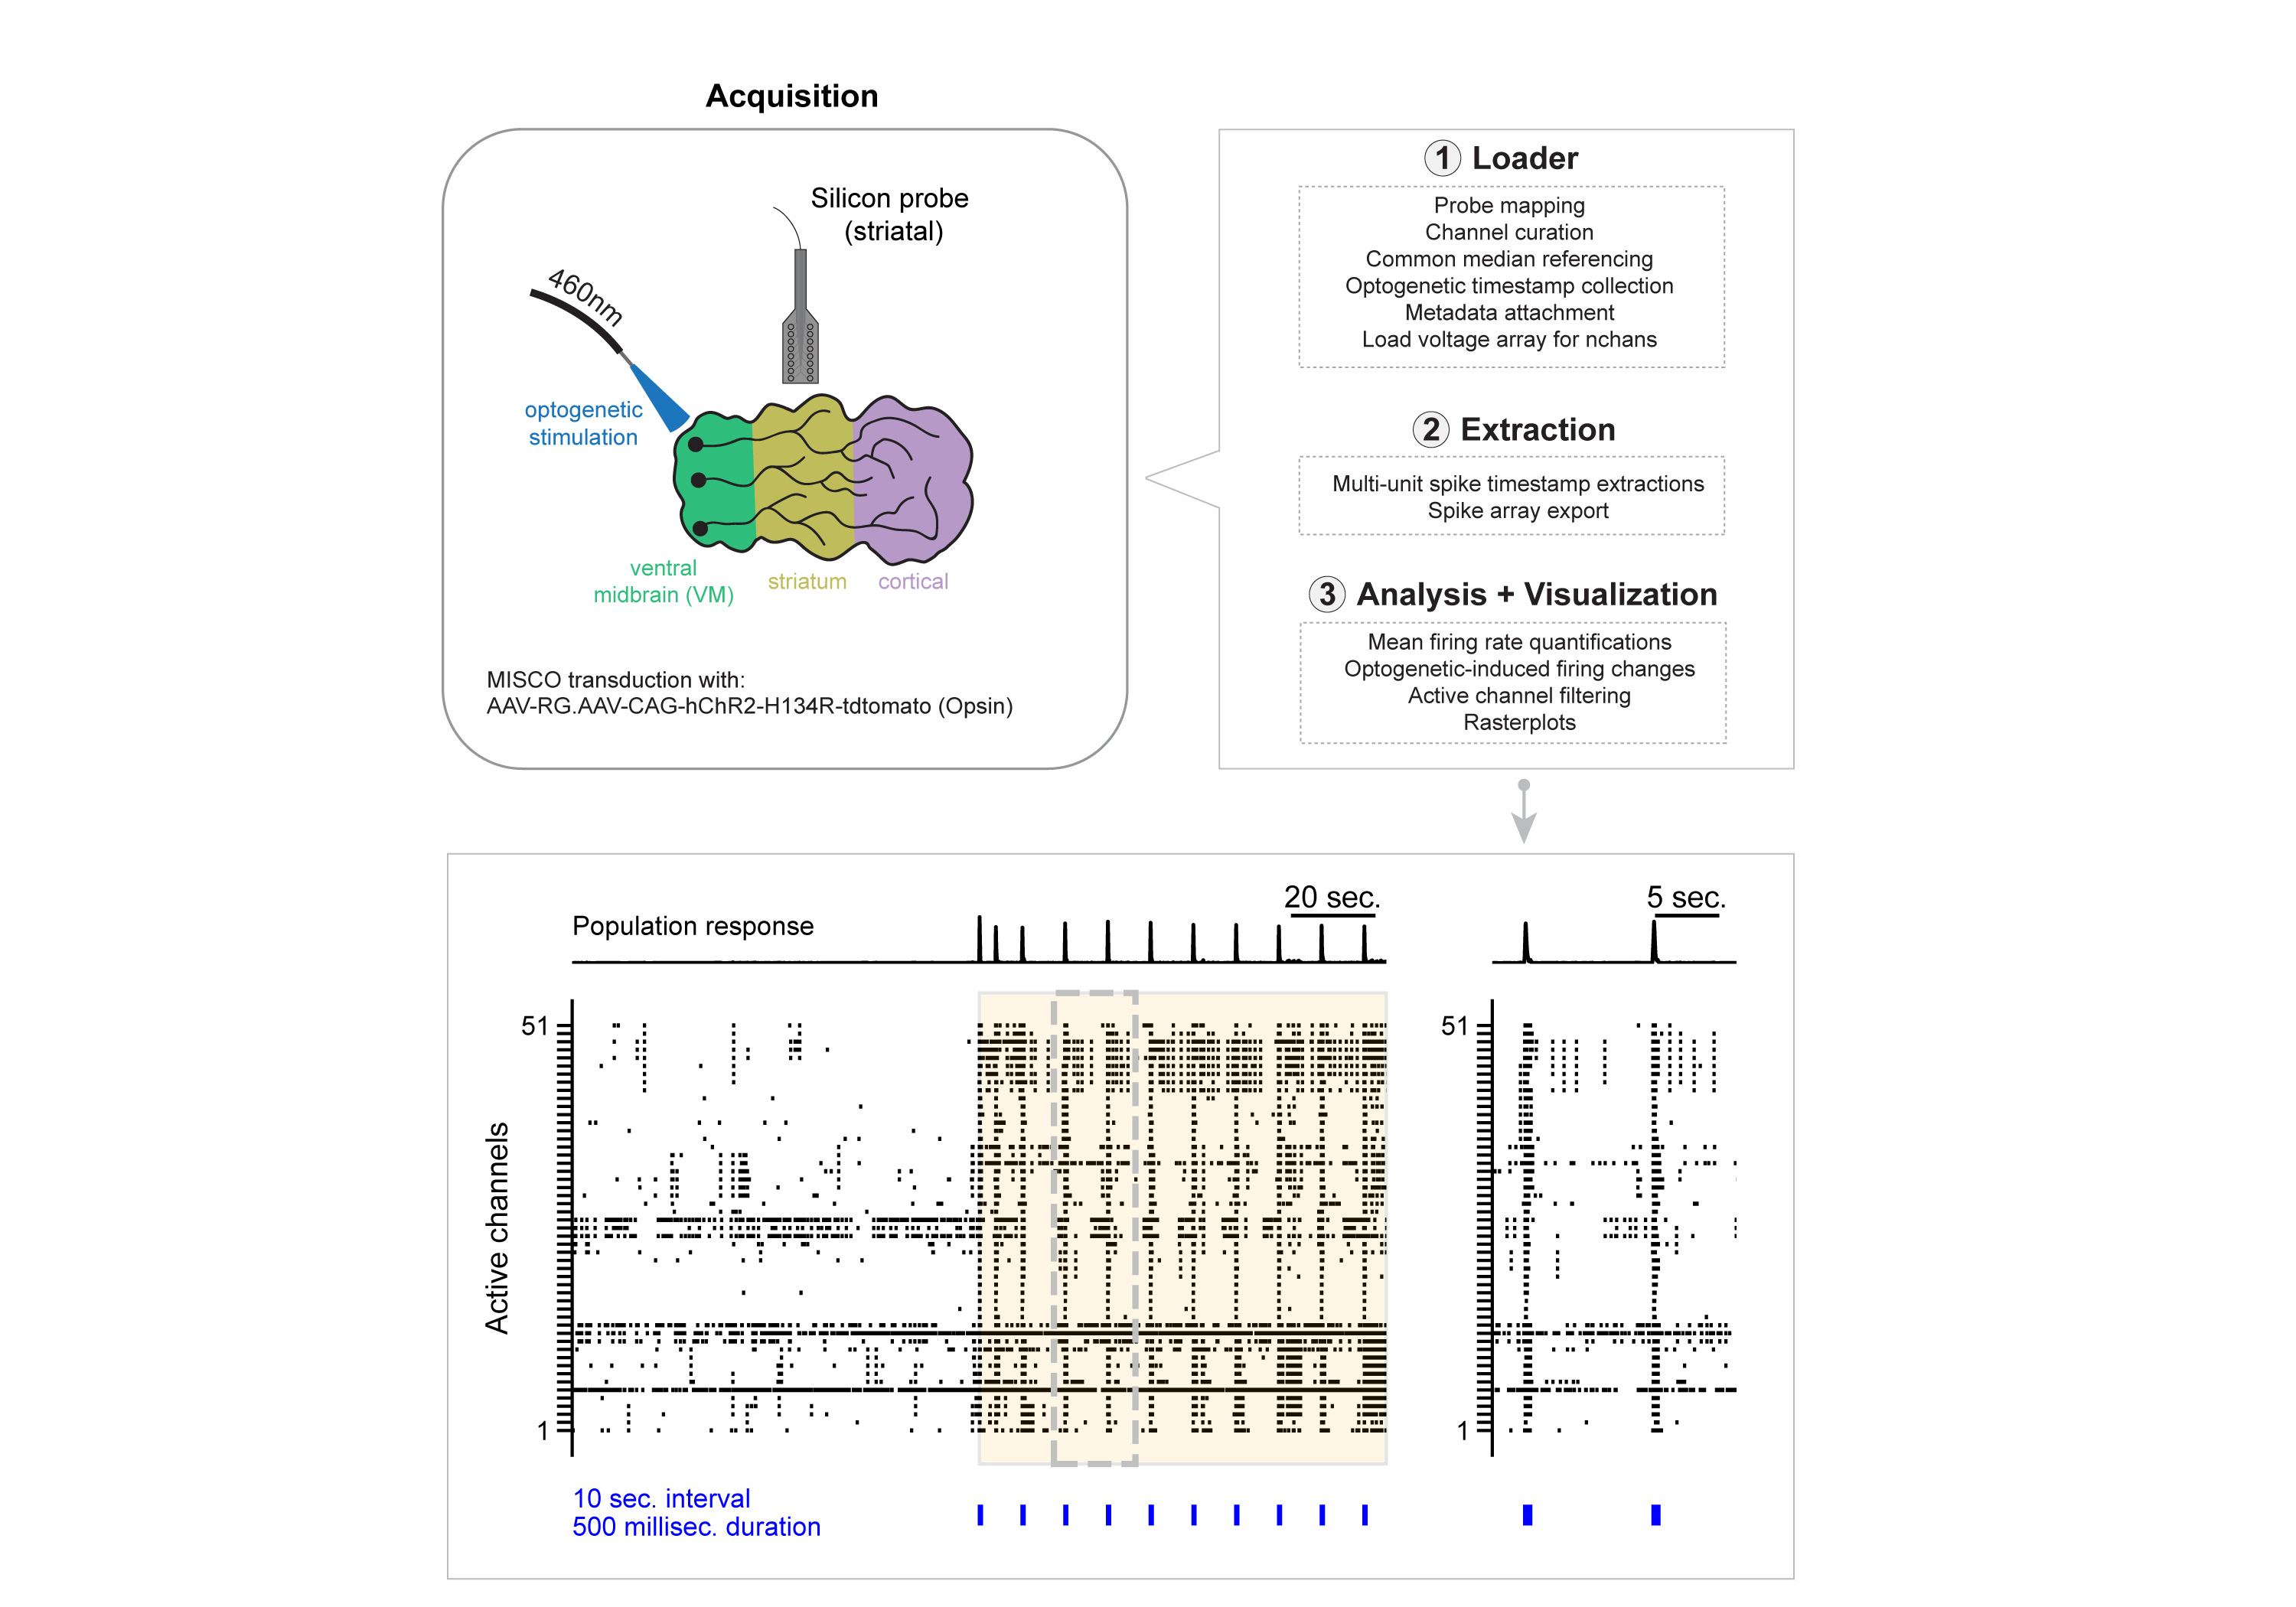 Acquisition
Silicon probe
(striatal)
460nm
optogenetic
stimulation
ventral
midbrain (VM)
striatum
cortical
MISCO transduction with:
AAV-RG.AAV-CAG-hChR2-H134R-tdtomato (Opsin)
1 Loader
Probe mapping
Channel curation
Common median referencing
Optogenetic timestamp collection
Metadata attachment
Load voltage array for nchans
2 Extraction
Multi-unit spike timestamp extractions
Spike array export
3 Analysis + Visualization
Mean firing rate quantifications
Optogenetic-induced firing changes
Active channel filtering
Rasterplots
Population response
20 sec.
5 sec.
51
1
Active channels
51
1
10 sec. interval
500 millisec. duration